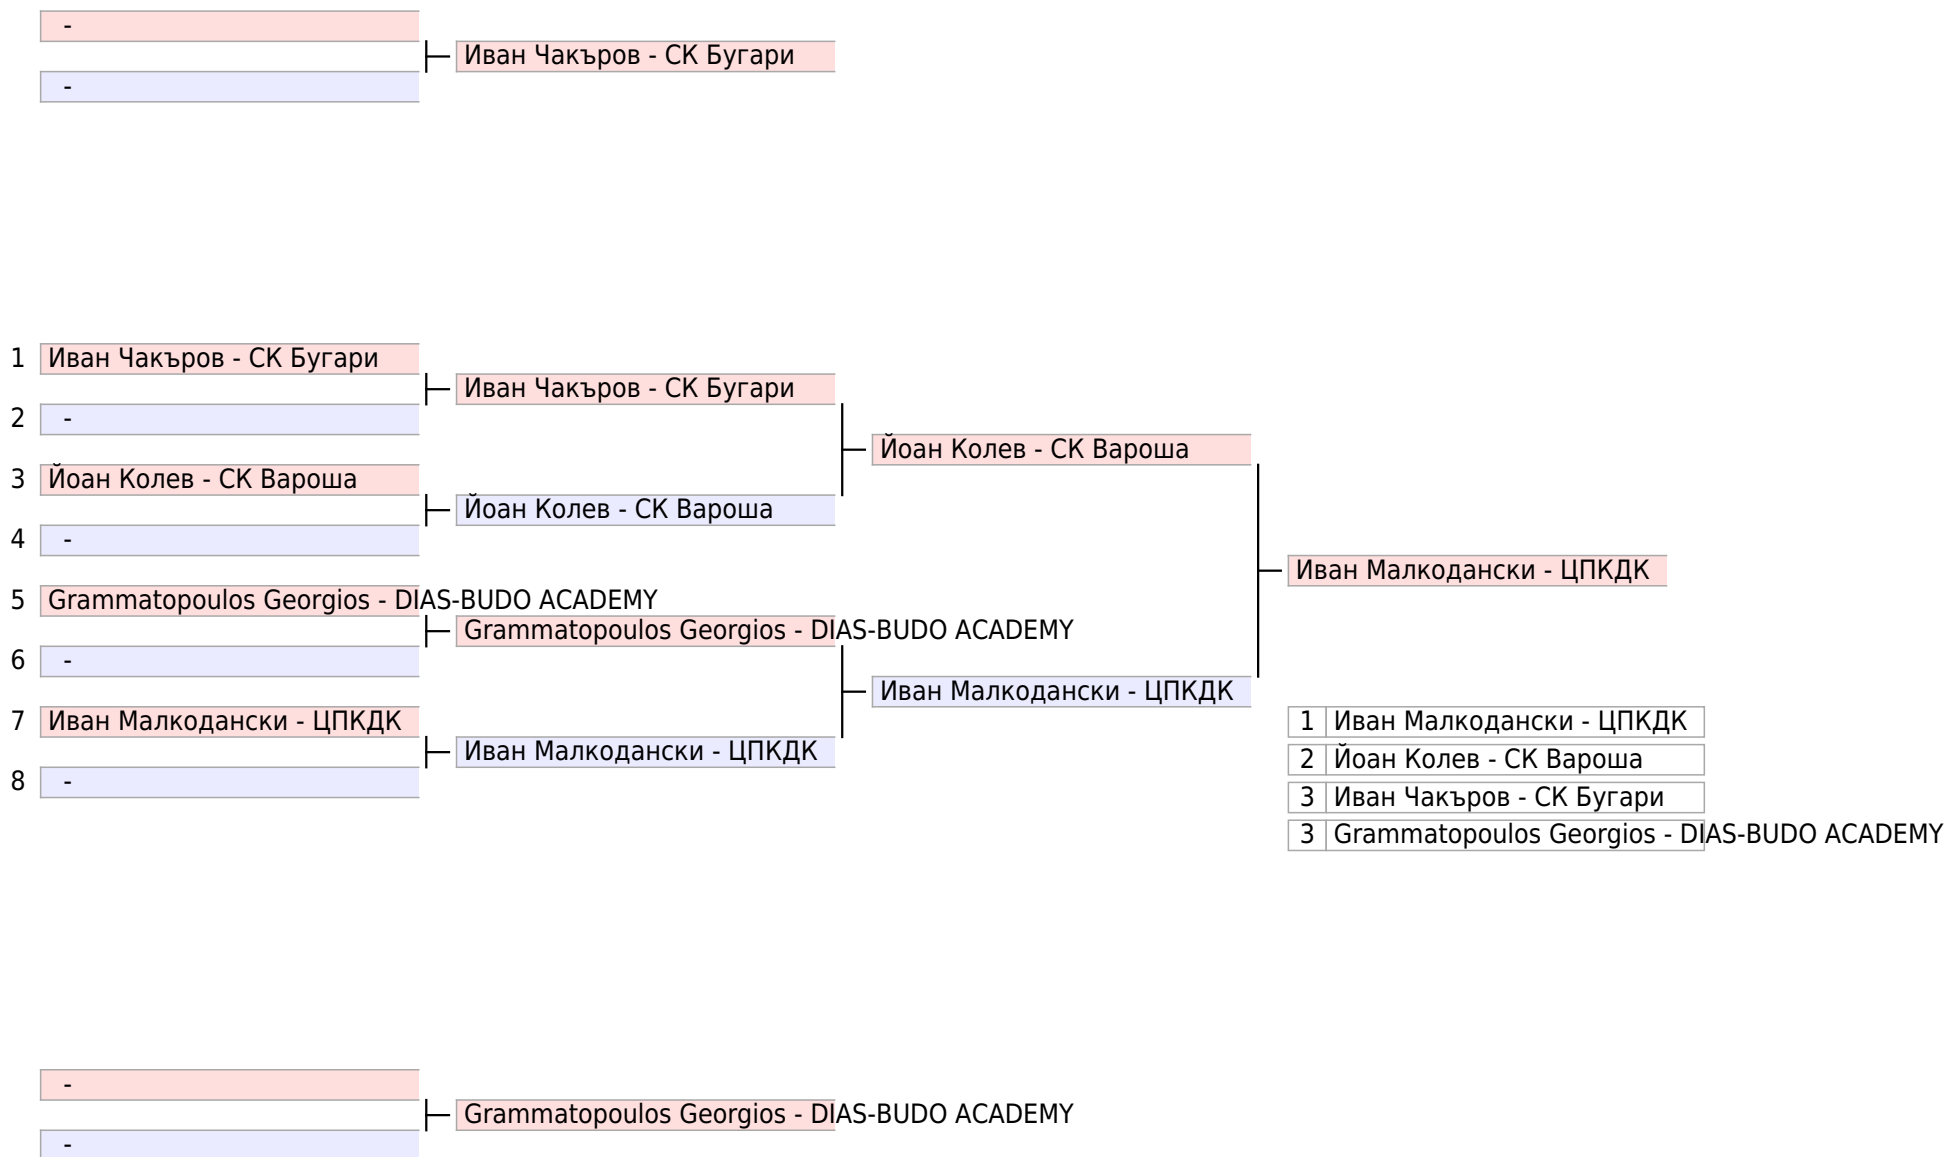 -
Иван Чакъров - СК Бугари
-
1 Иван Чакъров - СК Бугари
Иван Чакъров - СК Бугари
2 -
Йоан Колев - СК Вароша
3 Йоан Колев - СК Вароша
Йоан Колев - СК Вароша
4 -
Иван Малкодански - ЦПКДК
5 Grammatopoulos Georgios - DIAS-BUDO ACADEMY
Grammatopoulos Georgios - DIAS-BUDO ACADEMY
6 -
Иван Малкодански - ЦПКДК
7 Иван Малкодански - ЦПКДК
Иван Малкодански - ЦПКДК
8 -
1 Иван Малкодански - ЦПКДК
2 Йоан Колев - СК Вароша
3 Иван Чакъров - СК Бугари
3 Grammatopoulos Georgios - DIAS-BUDO ACADEMY
-
Grammatopoulos Georgios - DIAS-BUDO ACADEMY
-